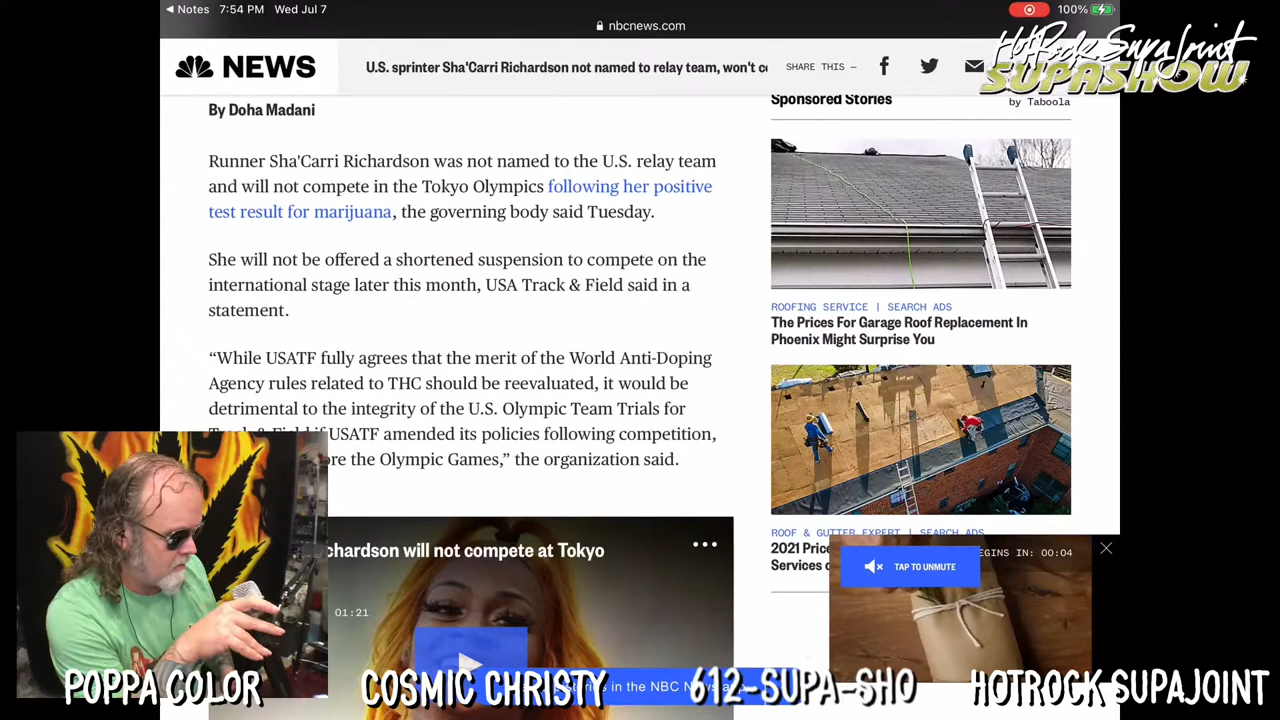 Notes 7:54 PM Wed Jul 7 100%
nbcnews.com
HotRock SupaJoint
SUPASHOW
NEWS U.S. sprinter Sha'Carri Richardson not named to relay team, won't c SHARE THIS —
By Doha Madani
Sponsored Stories
by Taboola
Runner Sha'Carri Richardson was not named to the U.S. relay team
and will not compete in the Tokyo Olympics following her positive
test result for marijuana, the governing body said Tuesday.
She will not be offered a shortened suspension to compete on the
international stage later this month, USA Track & Field said in a
statement.
“While USATF fully agrees that the merit of the World Anti-Doping
Agency rules related to THC should be reevaluated, it would be
detrimental to the integrity of the U.S. Olympic Team Trials for
Track & Field if USATF amended its policies following competition,
re the Olympic Games,” the organization said.
ROOFING SERVICE | SEARCH ADS
The Prices For Garage Roof Replacement In
Phoenix Might Surprise You
ROOF & GUTTER EXPERT | SEARCH ADS
2021 Pric
Services
chardson will not compete at Tokyo
01:21
EGINS IN: 00:04
TAP TO UNMUTE
in the NBC
POPPA COLOR COSMIC CHRISTY 612-SUPA-SHO HOTROCK SUPAJOINT